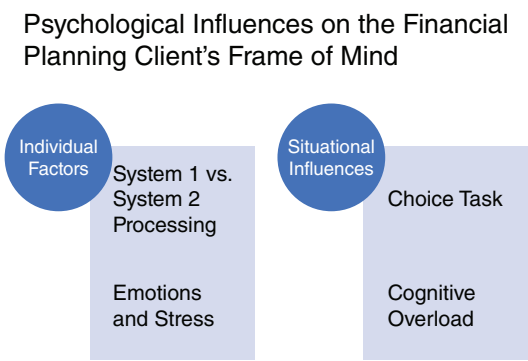 Psychological Influences on the Financial
Planning Client’s Frame of Mind
Individual
Factors
System 1 vs.
System 2
Processing
Emotions
and Stress
Situational
Influences
Choice Task
Cognitive
Overload